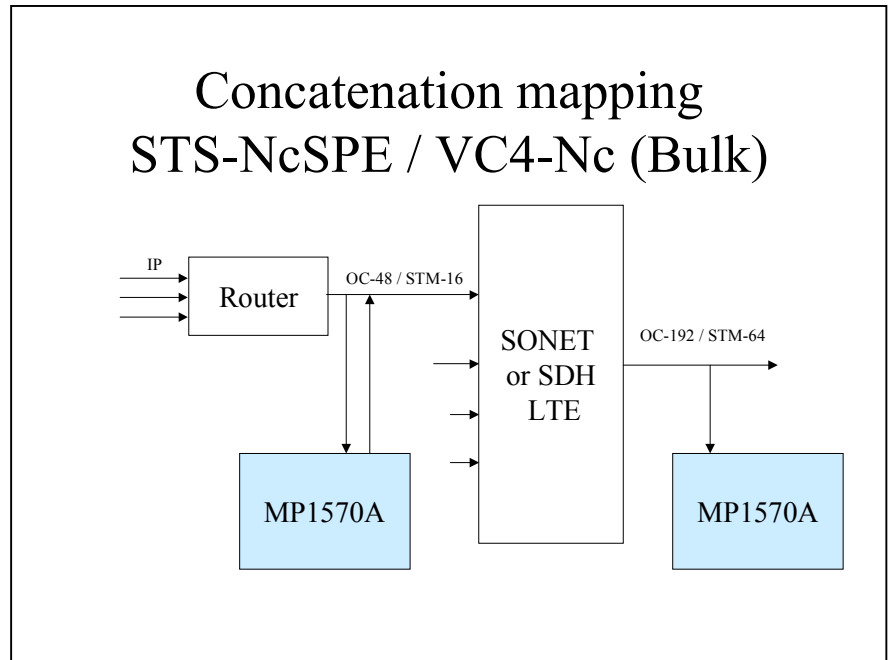 Concatenation mapping
STS-NcSPE / VC4-Nc (Bulk)
IP
Router
OC-48 / STM-16
SONET
or SDH
LTE
OC-192 / STM-64
MP1570A
MP1570A